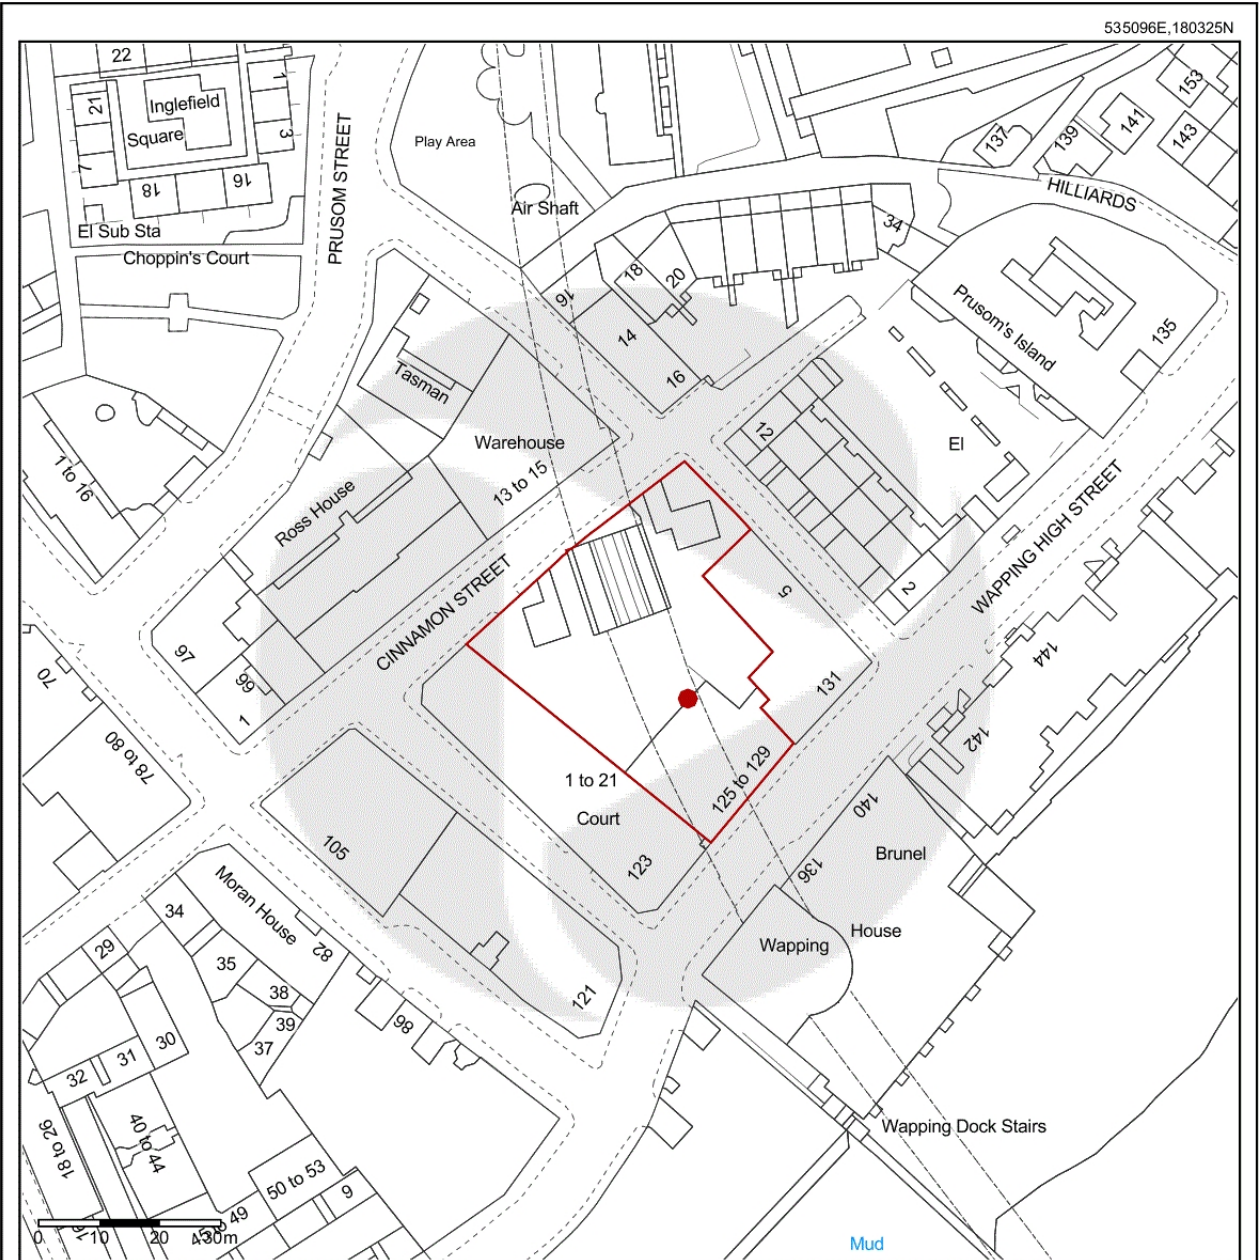 535096E,180325N
22
1
21
Inglefield
Square
3
7
18
16
El Sub Sta
Choppin's Court
PRUSOM STREET
Play Area
Air Shaft
153
141
143
139
137
HILLIARDS
34
18
20
16
14
16
Prusom's Island
135
Tasman
Warehouse
12
El
1 to 16
13 to 15
Ross House
WAPPING HIGH STREET
CINNAMON STREET
5
2
97
99
1
70
144
131
142
78 to 80
1 to 21
125 to 129
Court
140
105
123
136
Brunel
Moran House
34
82
House
Wapping
29
35
38
39
37
121
86
30
31
32
Wapping Dock Stairs
40 to 44
18 to 26
50 to 53
9
45 to 49
16
0 10 20 30m
Mud